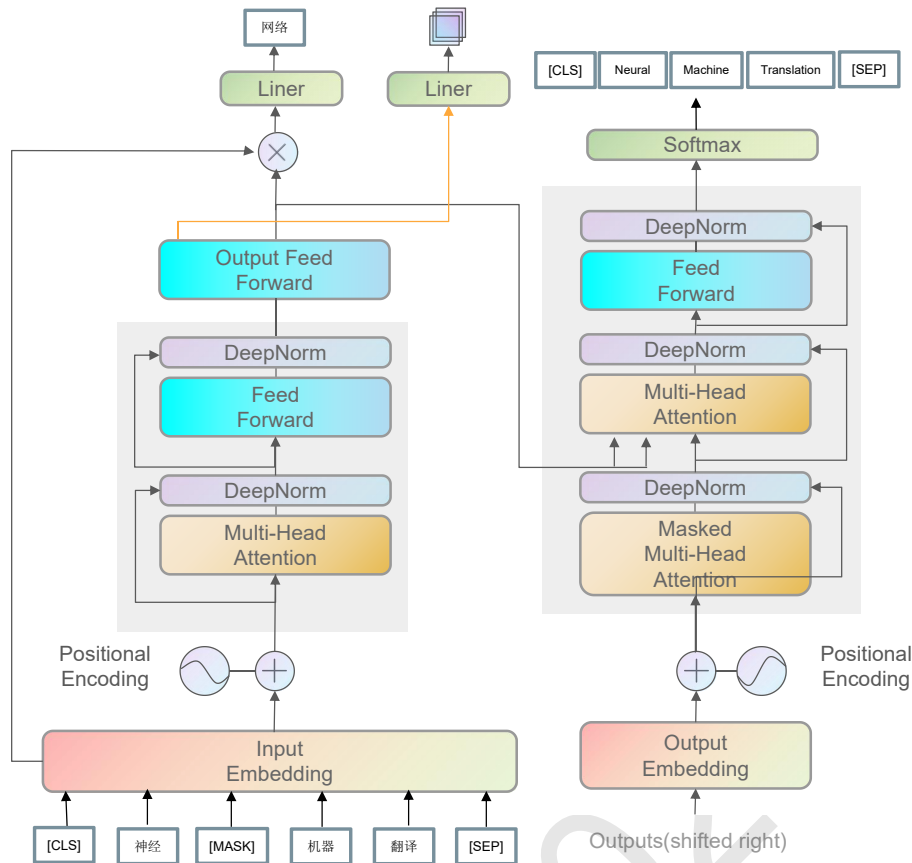 网络
Liner
Liner
[CLS]
Neural
Machine
Translation
[SEP]
Softmax
DeepNorm
Feed
Forward
DeepNorm
Multi-Head
Attention
DeepNorm
Masked
Multi-Head
Attention
Output Feed
Forward
DeepNorm
Feed
Forward
DeepNorm
Multi-Head
Attention
Positional
Encoding
Positional
Encoding
Input
Embedding
Output
Embedding
[CLS]
神经
[MASK]
机器
翻译
[SEP]
Outputs(shifted right)